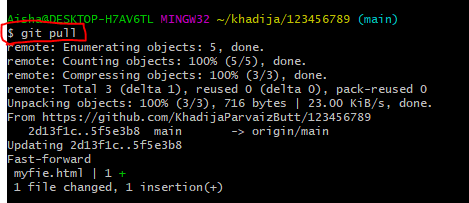 Aisha@DESKTOP-H7AV6TL MINGW32 ~/khadija/123456789 (main)
$ git pull
remote: Enumerating objects: 5, done.
remote: Counting objects: 100% (5/5), done.
remote: Compressing objects: 100% (3/3), done.
remote: Total 3 (delta 1), reused 0 (delta 0), pack-reused 0
Unpacking objects: 100% (3/3), 716 bytes | 23.00 KiB/s, done.
From https://github.com/KhadijaParvaizButt/123456789
   2d13f1c..5f5e3b8  main       -> origin/main
Updating 2d13f1c..5f5e3b8
Fast-forward
 myfie.html | 1 +
 1 file changed, 1 insertion(+)